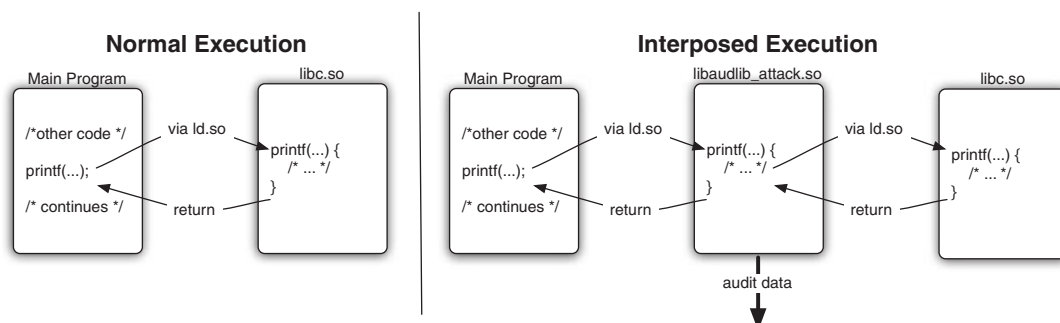 Normal Execution
Main Program
libc.so
/*other code */
via ld.so
printf(...);
printf(...) {
/* ... */
}
/* continues */
return
Interposed Execution
Main Program
libaudlib_attack.so
libc.so
/*other code */
via ld.so
via ld.so
printf(...);
printf(...) {
/* ... */
}
printf(...) {
/* ... */
}
/* continues */
return
return
audit data